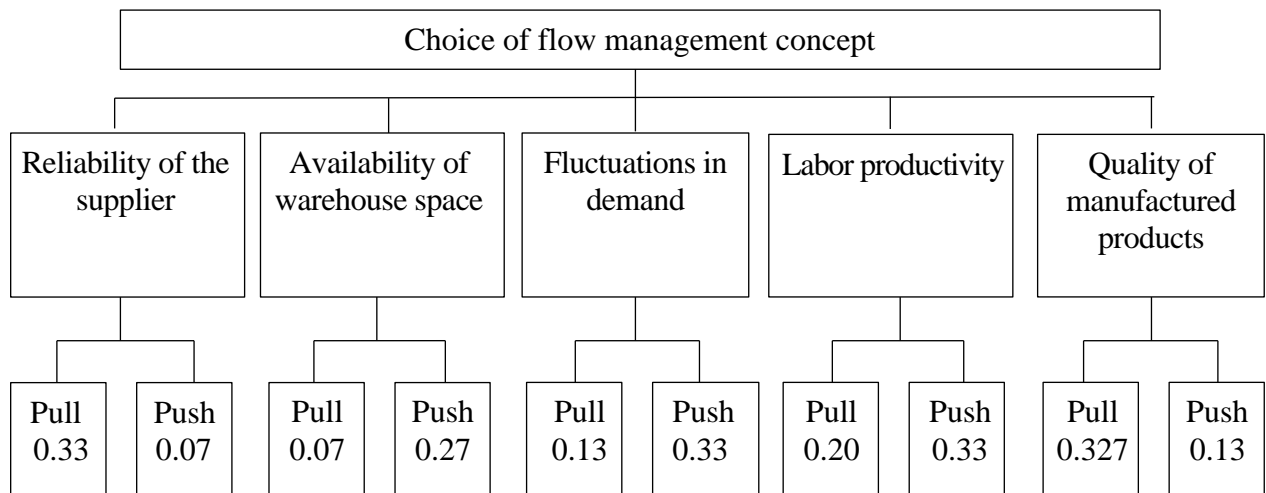 Choice of flow management concept
Reliability of the
supplier
Availability of
warehouse space
Fluctuations in
demand
Labor productivity
Quality of
manufactured
products
Pull
0.33
Push
0.07
Pull
0.07
Push
0.27
Pull
0.13
Push
0.33
Pull
0.20
Push
0.33
Pull
0.327
Push
0.13